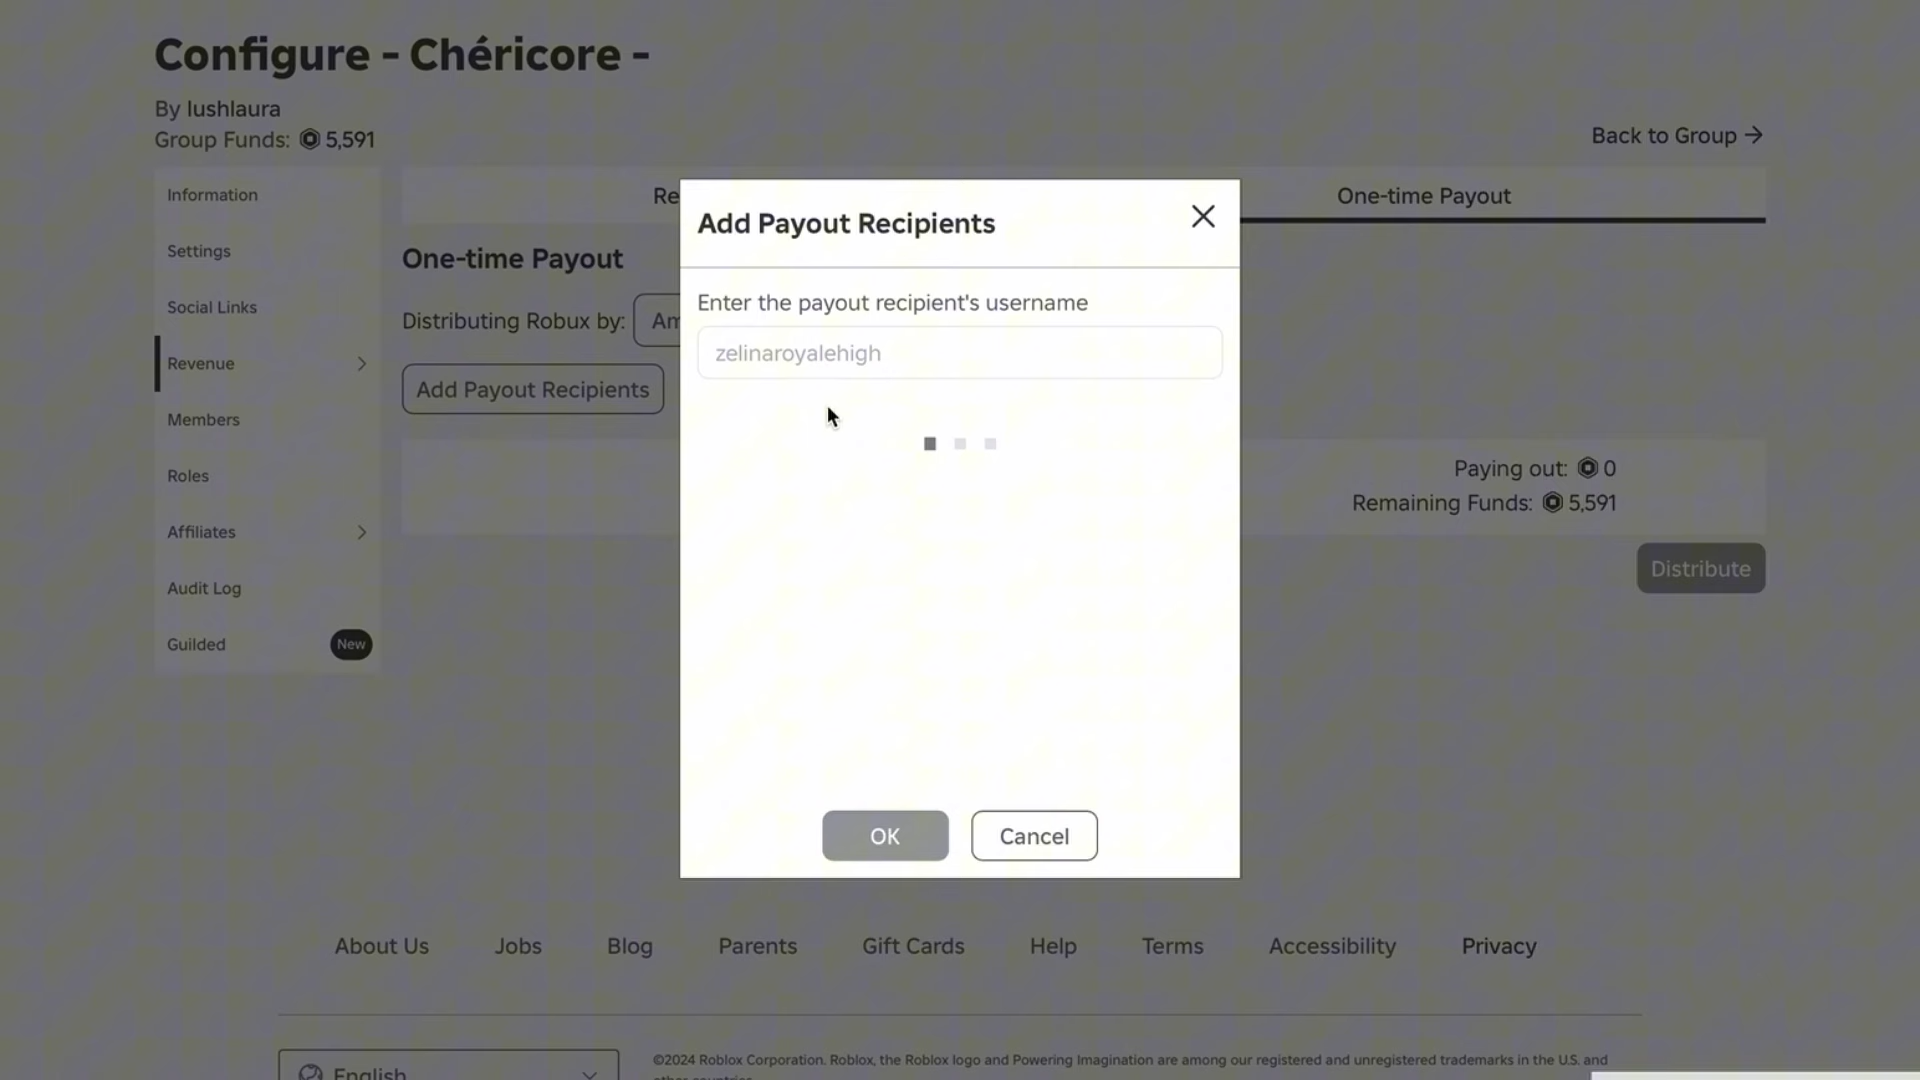 Configure - Chéricore -
By lushlaura
Group Funds: 5,591
Back to Group
Information
Settings
Social Links
Revenue
Members
Roles
Affiliates
Audit Log
Guilded
New
Re
One-time Payout
One-time Payout
Distributing Robux by:
Am
Add Payout Recipients
Add Payout Recipients
Enter the payout recipient's username
zelinaroyalehigh
OK
Cancel
Paying out: 0
Remaining Funds: 5,591
Distribute
About Us
Jobs
Blog
Parents
Gift Cards
Help
Terms
Accessibility
Privacy
English
©2024 Roblox Corporation. Roblox, the Roblox logo and Powering Imagination are among our registered and unregistered trademarks in the U.S. and